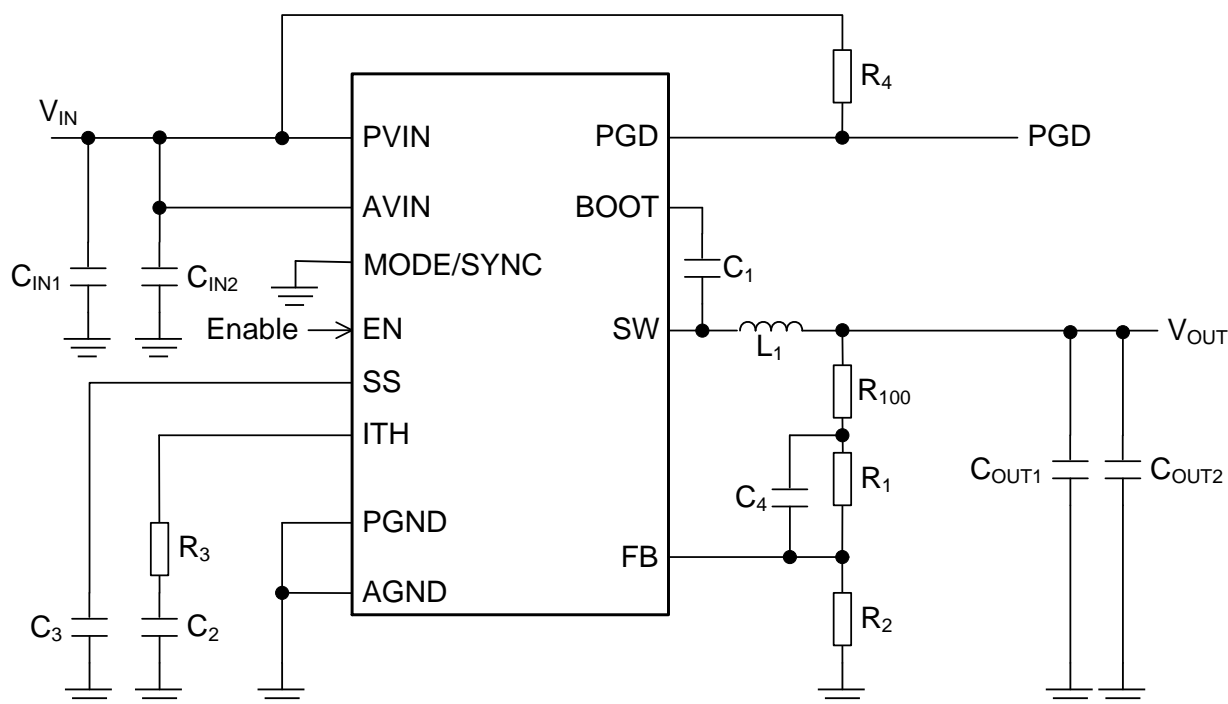 R4
VIN
PVIN
PGD
PGD
AVIN
BOOT
CIN1
CIN2
MODE/SYNC
C1
Enable
EN
SW
L1
VOUT
SS
R100
ITH
C4
R1
COUT1
COUT2
R3
PGND
FB
AGND
C3
C2
R2